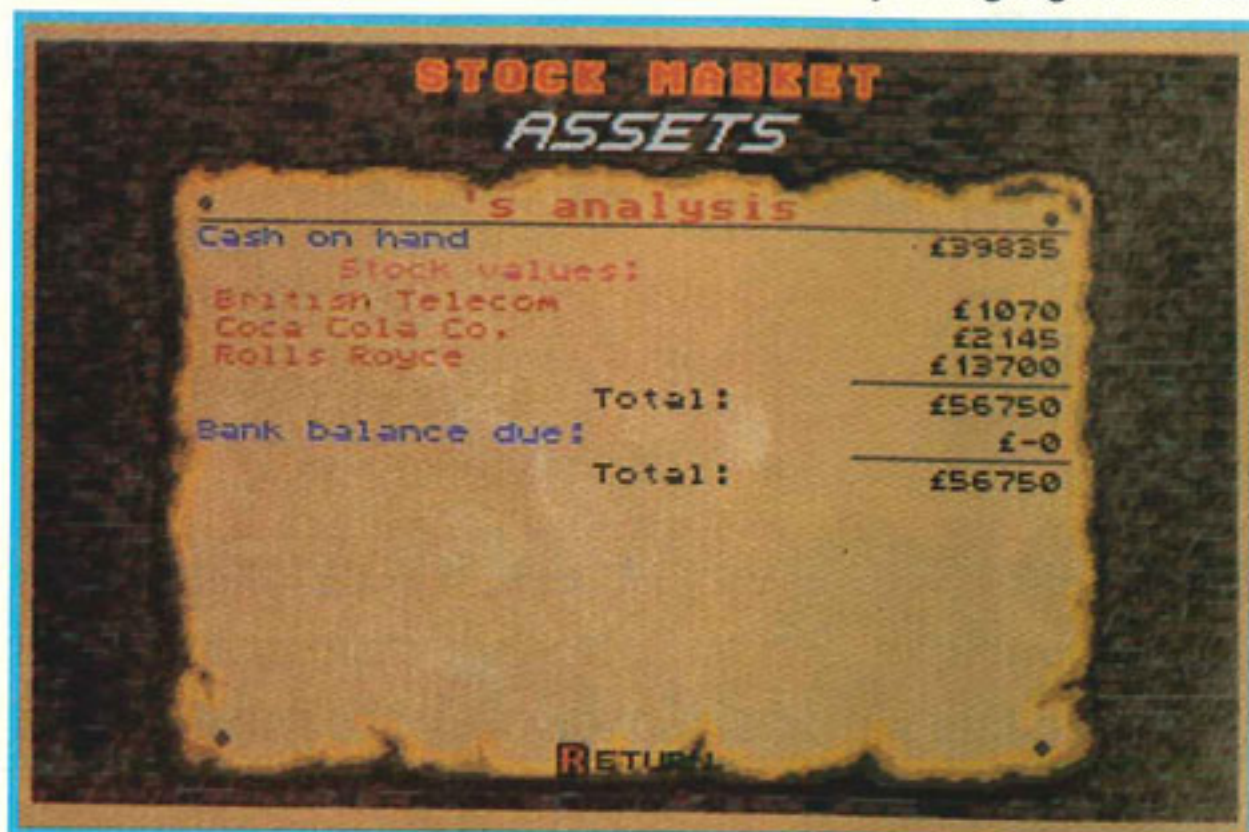 STOCK MARKET
ASSETS
's analysis
Cash on hand £39835
Stock values:
British Telecom £1070
Coca Cola Co. £2145
Rolls Royce £13700
Total: £56750
Bank balance due: £-0
Total: £56750
RETURN